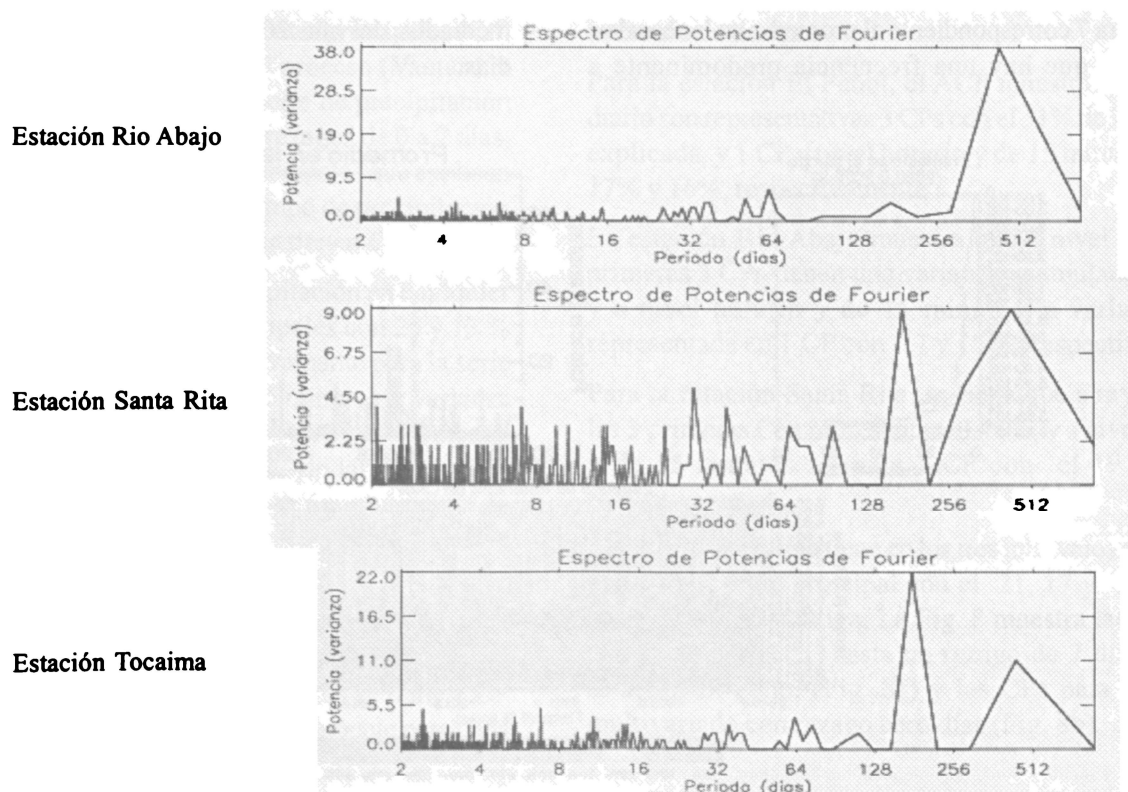 Espectro de Potencias de Fourier
Estación Rio Abajo
Potencia (varianza)
38.0
28.5
19.0
9.5
0.0
2 4 8 16 32 64 128 256 512
Periodo (dias)
Espectro de Potencias de Fourier
Estación Santa Rita
Potencia (varianza)
9.00
6.75
4.50
2.25
0.00
2 4 8 16 32 64 128 256 512
Periodo (dias)
Espectro de Potencias de Fourier
Estación Tocaima
Potencia (varianza)
22.0
16.5
11.0
5.5
0.0
2 4 8 16 32 64 128 256 512
Periodo (dias)